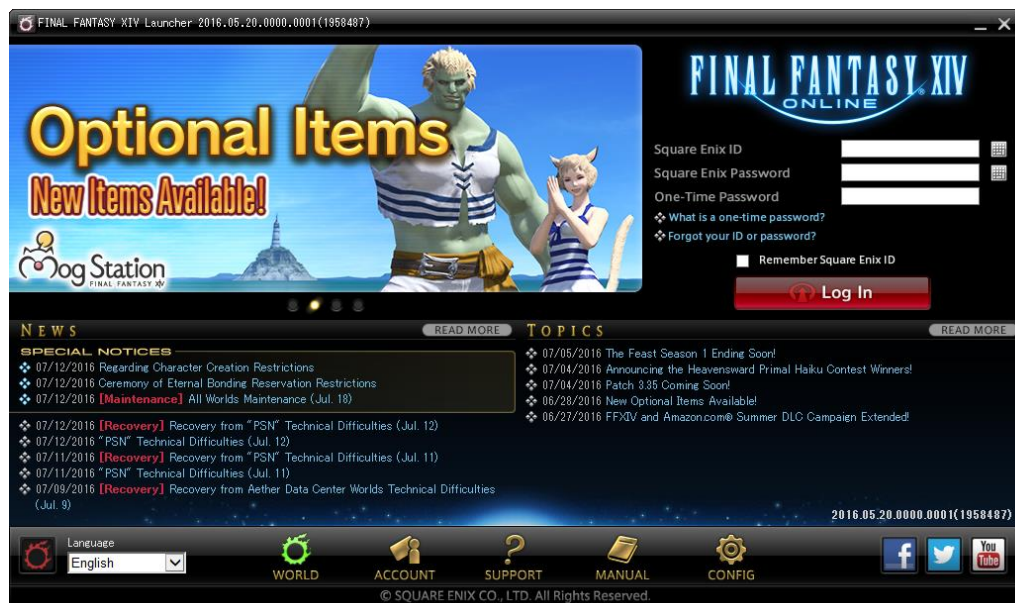 FINAL FANTASY XIV Launcher 2016.05.20.0000.0001(1958487)
Optional Items
New Items Available!
Mog Station
FINAL FANTASY XIV
FINAL FANTASY XIV
ONLINE
Square Enix ID
Square Enix Password
One-Time Password
What is a one-time password?
Forgot your ID or password?
Remember Square Enix ID
Log In
NEWS
READ MORE
SPECIAL NOTICES
07/12/2016 Regarding Character Creation Restrictions
07/12/2016 Ceremony of Eternal Bonding Reservation Restrictions
07/12/2016 [Maintenance] All Worlds Maintenance (Jul. 18)
07/12/2016 [Recovery] Recovery from "PSN" Technical Difficulties (Jul. 12)
07/12/2016 "PSN" Technical Difficulties (Jul. 12)
07/11/2016 [Recovery] Recovery from "PSN" Technical Difficulties (Jul. 11)
07/11/2016 "PSN" Technical Difficulties (Jul. 11)
07/09/2016 [Recovery] Recovery from Aether Data Center Worlds Technical Difficulties
(Jul. 9)
TOPICS
READ MORE
07/05/2016 The Feast Season 1 Ending Soon!
07/04/2016 Announcing the Heavensward Primal Haiku Contest Winners!
07/04/2016 Patch 3.35 Coming Soon!
06/28/2016 New Optional Items Available!
06/27/2016 FFXIV and Amazon.com® Summer DLC Campaign Extended!
2016.05.20.0000.0001(1958487)
Language
English
WORLD
ACCOUNT
SUPPORT
MANUAL
CONFIG
You
Tube
© SQUARE ENIX CO., LTD. All Rights Reserved.